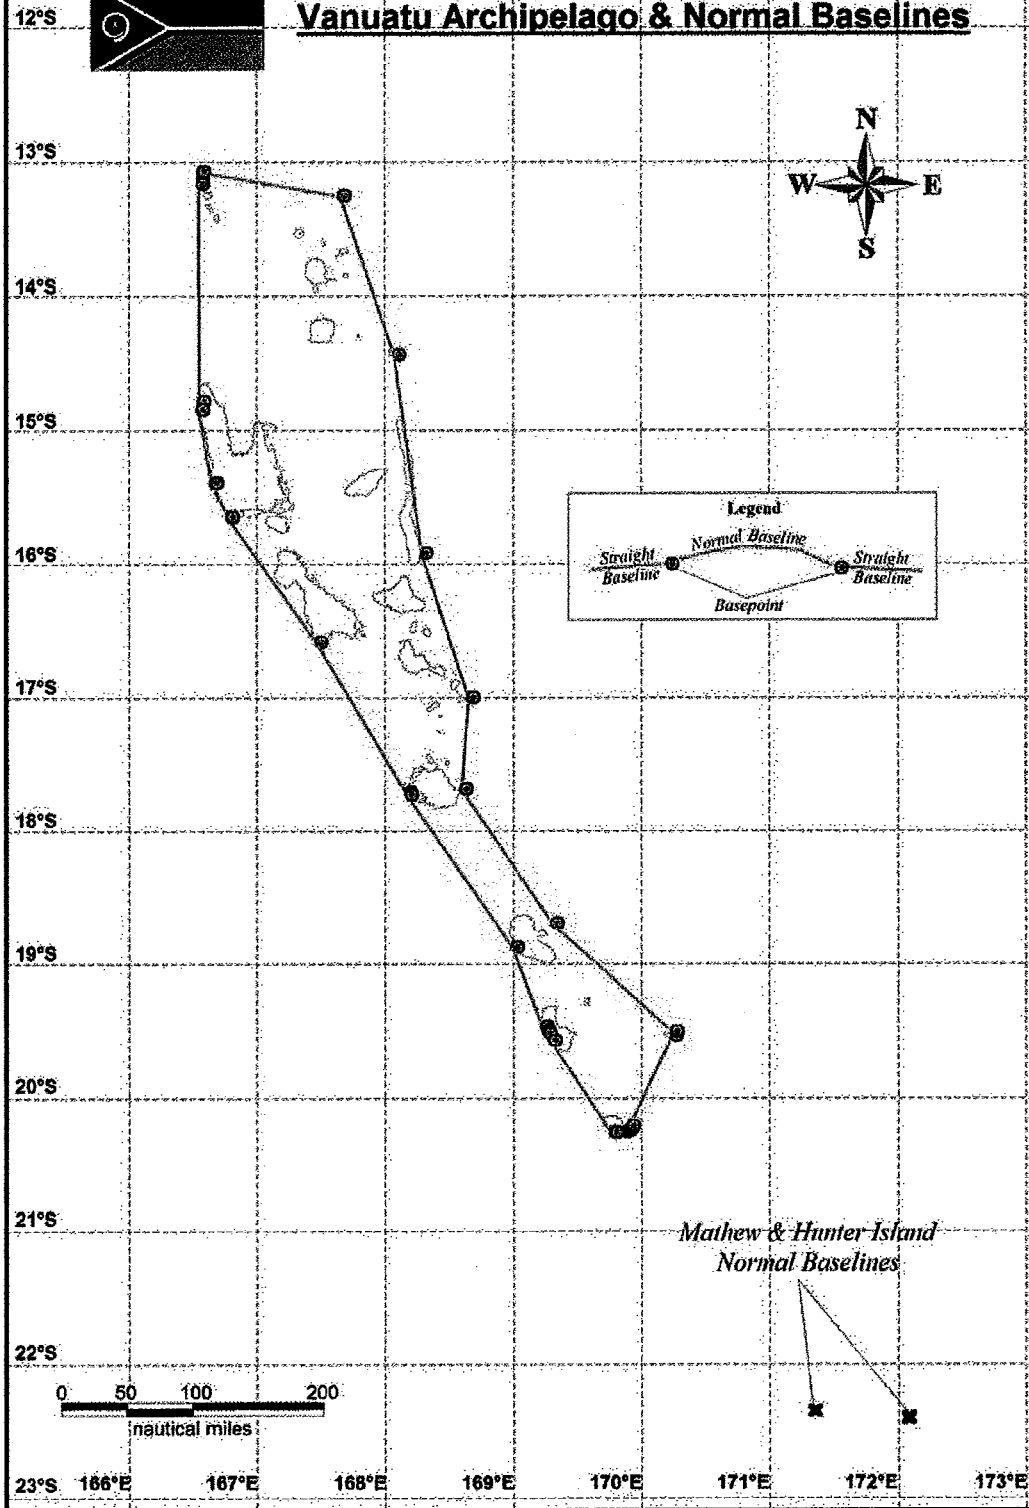 Vanuatu Archipelago & Normal Baselines
12°S
N
13°S
W E
S
14°S
15°S
Legend
Normal Baseline
Straight Baseline
Straight Baseline
Basepoint
16°S
17°S
18°S
19°S
20°S
21°S
Mathew & Hunter Island
Normal Baselines
22°S
0 50 100 200
nautical miles
23°S 166°E 167°E 168°E 169°E 170°E 171°E 172°E 173°E